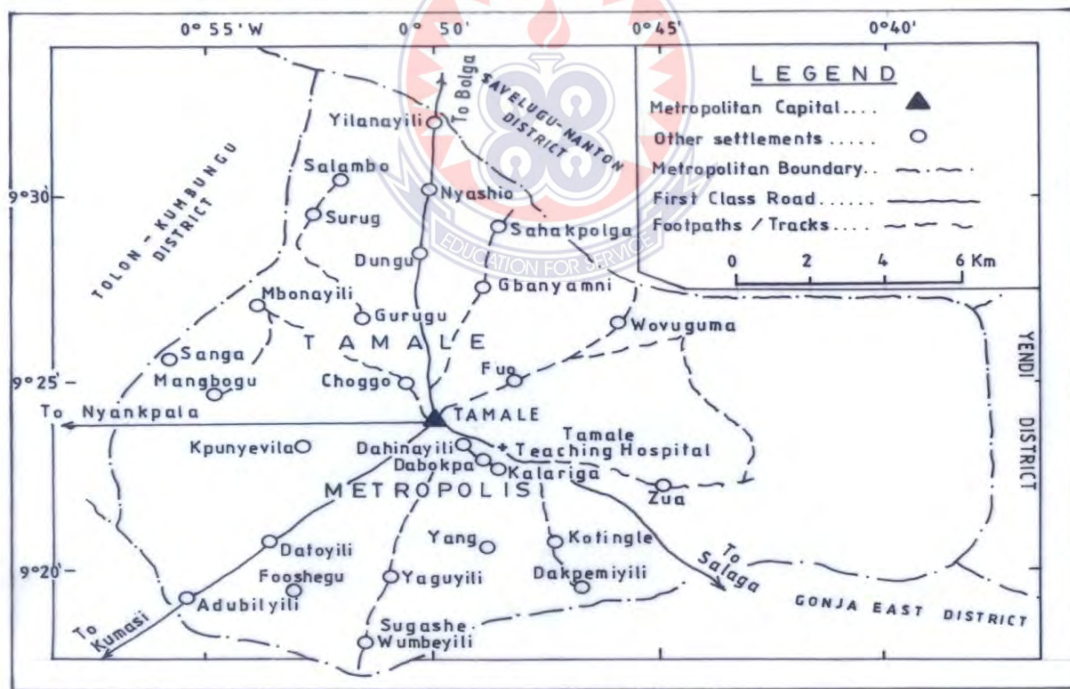 0° 55' W
0° 50'
0° 45'
0° 40'
LEGEND
Metropolitan Capital....
Other settlements .....
Metropolitan Boundary..
First Class Road......
Footpaths / Tracks....
0 2 4 6 Km
To Bolga
SAVELUGU-NANTON
DISTRICT
Yilanayili
Salambo
9° 30'
Nyashio
Surug
Sahakpolga
TOLON - KUMBUNGU
DISTRICT
Dungu
EDUCATION FOR SERVICE
Gbanyamni
Mbonayili
Gurugu
Wovuguma
TAMALE
Sanga
Fuo
YENDI
DISTRICT
9° 25'
Mangbogu
Choggo
To Nyankpala
TAMALE
Kpunyevila
Dahinayili
Tamale
Teaching Hospital
Dabokpa
Kalariga
METROPOLIS
Zua
Datoyili
Yang
Kotingle
To
Salaga
9° 20'
Fooshegu
Yaguyili
Dakpemiyili
Adubilyili
GONJA EAST DISTRICT
To
Kumasi
Sugashe
Wumbeyili